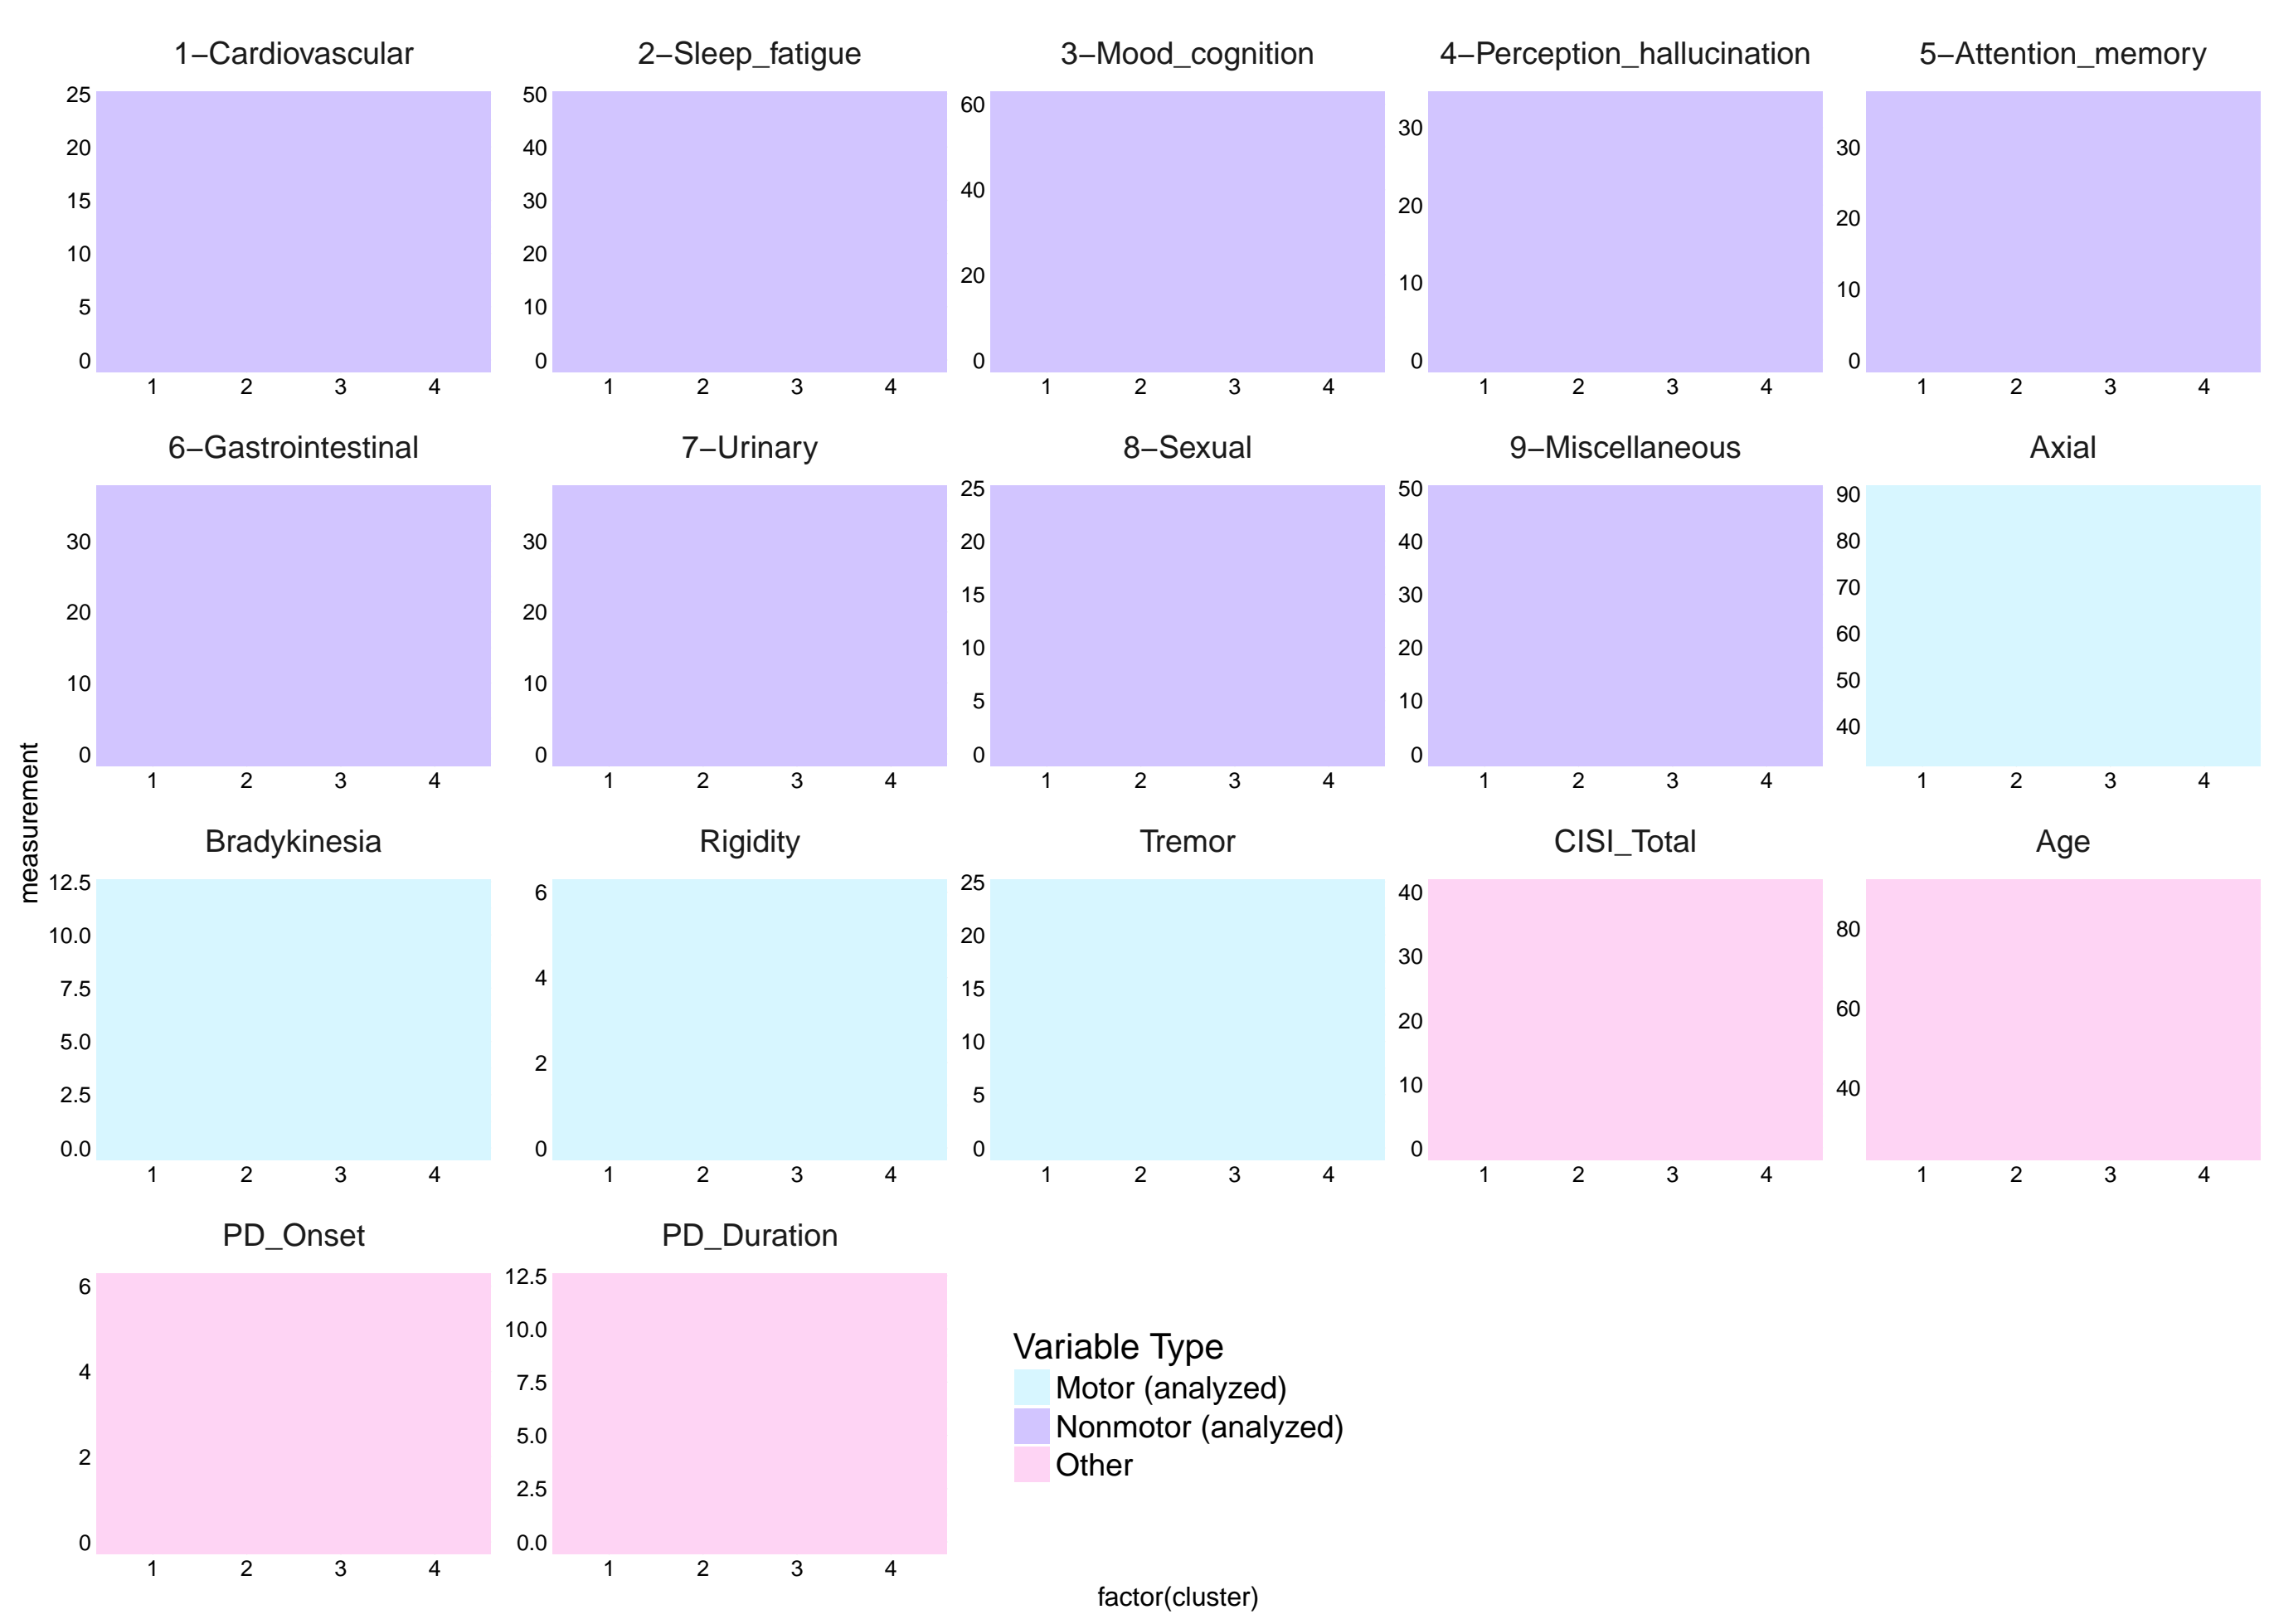 1–Cardiovascular 2–Sleep_fatigue 3–Mood_cognition 4–Perception_hallucination 5–Attention_memory
25 50 60 30 30
20 40 40 20 20
15 30 20 10 10
10 20 0 0 0
5 10
0 0
1 2 3 4 1 2 3 4 1 2 3 4 1 2 3 4 1 2 3 4
6–Gastrointestinal 7–Urinary 8–Sexual 9–Miscellaneous Axial
30 30 25 50 90
20 20 20 40 80
10 10 15 30 70
0 0 10 20 60
5 10 50
0 0 40
1 2 3 4 1 2 3 4 1 2 3 4 1 2 3 4 1 2 3 4
measurement
Bradykinesia Rigidity Tremor CISI_Total Age
12.5 6 25 40 80
10.0 4 20 30 60
7.5 2 15 20 40
5.0 0 10 10
2.5 5 0
0.0 0
1 2 3 4 1 2 3 4 1 2 3 4 1 2 3 4 1 2 3 4
PD_Onset PD_Duration
6 12.5
4 10.0
2 7.5
0 5.0
2.5
0.0
1 2 3 4 1 2 3 4
Variable Type
Motor (analyzed)
Nonmotor (analyzed)
Other
factor(cluster)